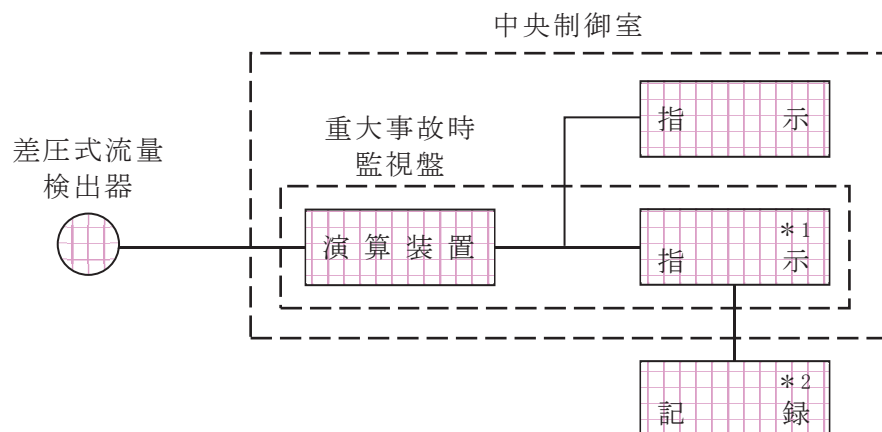 中央制御室
指示
重大事故時
監視盤
差圧式流量
検出器
演算装置
*1
指示
*2
記録